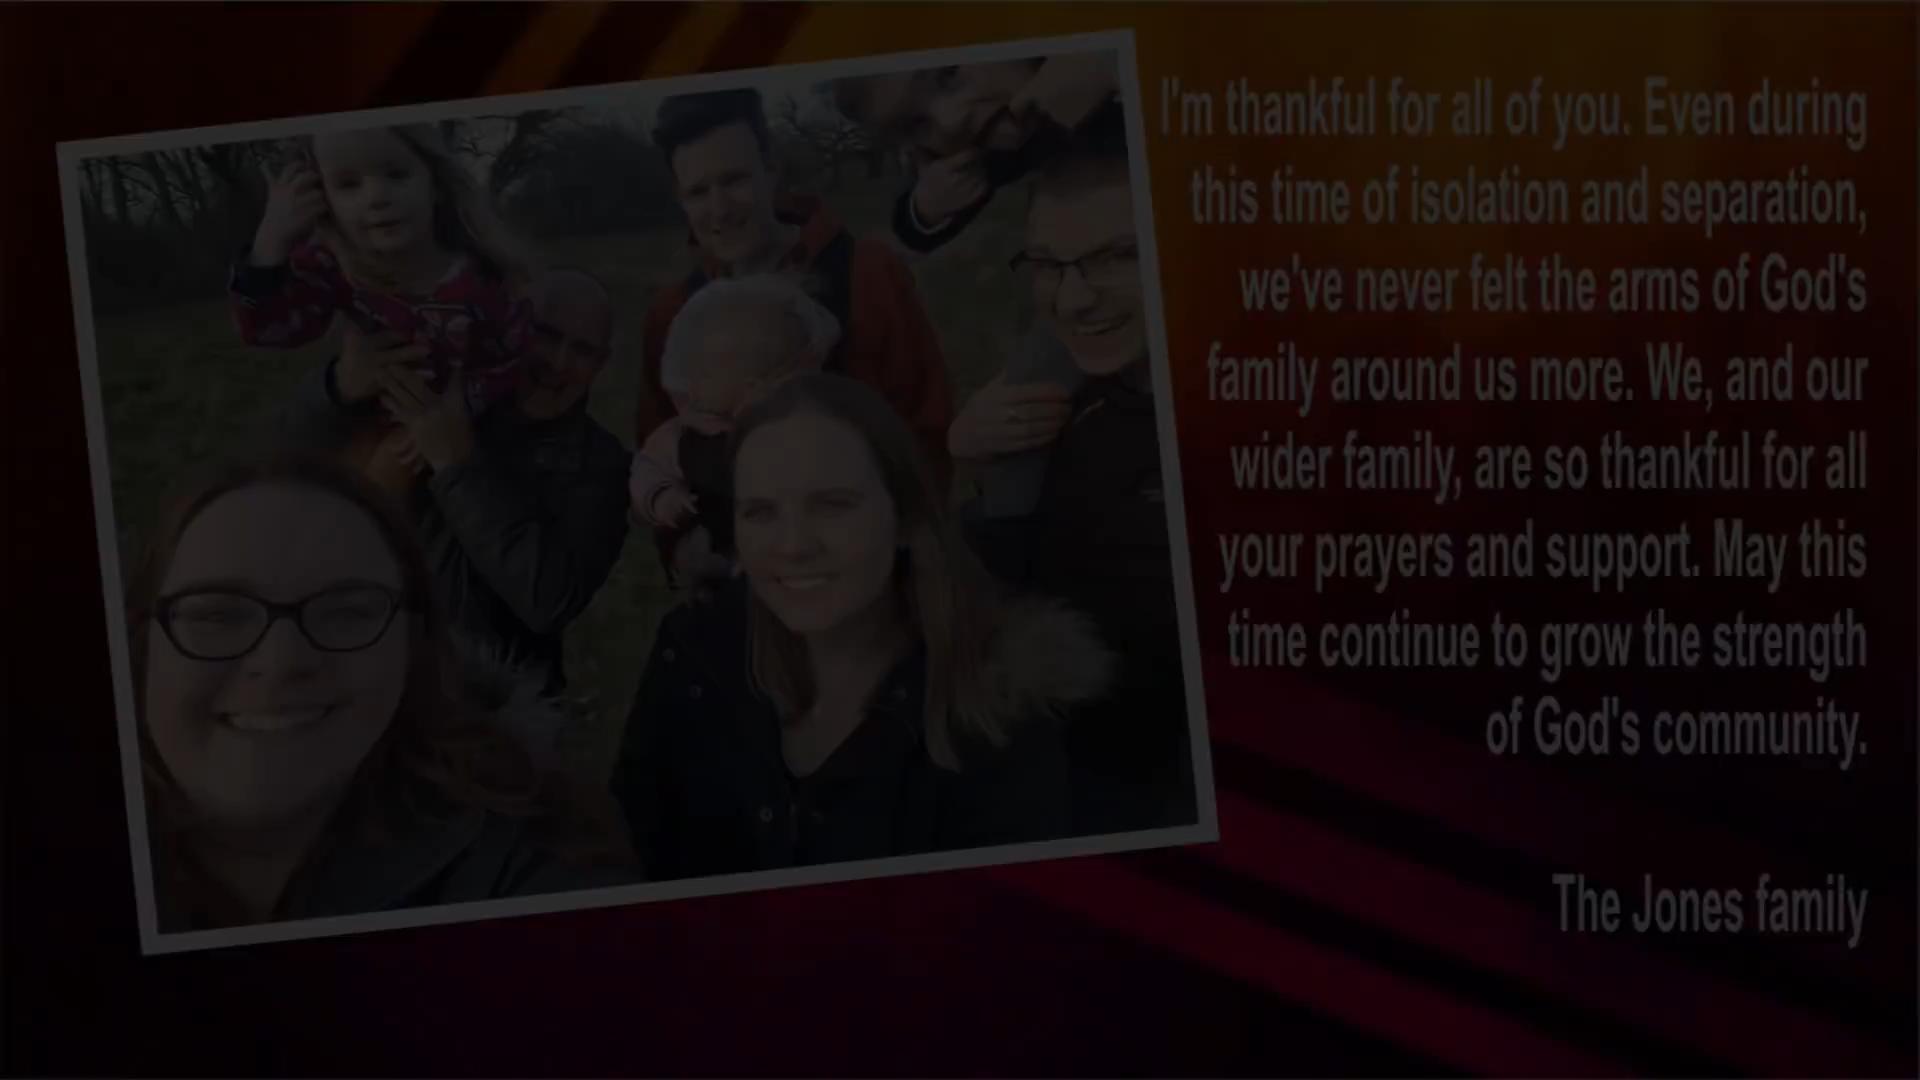 I'm thankful for all of you. Even during
this time of isolation and separation,
we've never felt the arms of God's
family around us more. We, and our
wider family, are so thankful for all
your prayers and support. May this
time continue to grow the strength
of God's community.
The Jones family